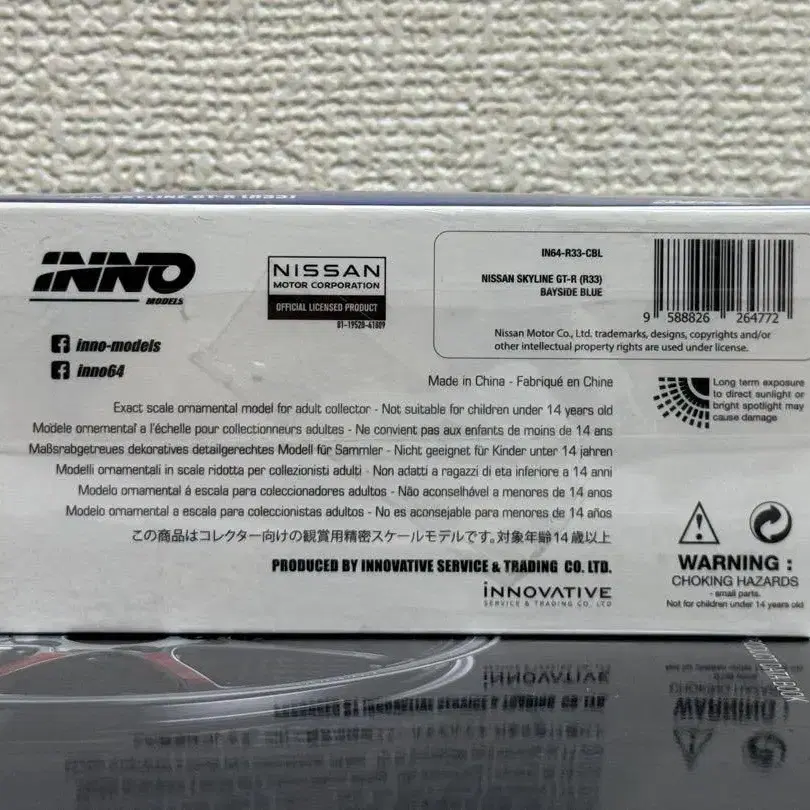 SKYLINE GT-R (R33)
INNO
MODELS
inno-models
inno64
NISSAN
MOTOR CORPORATION
OFFICIAL LICENSED PRODUCT
81-19520-41809
IN64-R33-CBL
NISSAN SKYLINE GT-R (R33)
BAYSIDE BLUE
9 588826 264772
Nissan Motor Co., Ltd. trademarks, designs, copyrights and/or
other intellectual property rights are used under license.
Made in China - Fabriqué en Chine
Long term exposure
to direct sunlight or
bright spotlight may
cause damage
Exact scale ornamental model for adult collector - Not suitable for children under 14 years old
Modèle ornemental a l'échelle pour collectionneurs adultes - Ne convient pas aux enfants de moins de 14 ans
Maßsrabgetreues dekoratives detailgerechtes Modell für Sammler - Nicht geeignet für Kinder unter 14 jahren
Modelli ornamentali in scale ridotta per collezionisti adulti - Non adatti a ragazzi di eta inferiore a 14 anni
Modelo ornamental á escala para coleccionadores adultos - Não aconselhável a menores de 14 anos
Modelo ornamental a escala para coleccionistas adultos - No es aconsejable para menores de 14 años
この商品はコレクター向けの観賞用精密スケールモデルです。対象年齢14歳以上
PRODUCED BY INNOVATIVE SERVICE & TRADING CO. LTD.
INNOVATIVE
SERVICE & TRADING CO. LTD
WARNING :
CHOKING HAZARDS
- small parts.
Not for children under 14 years old